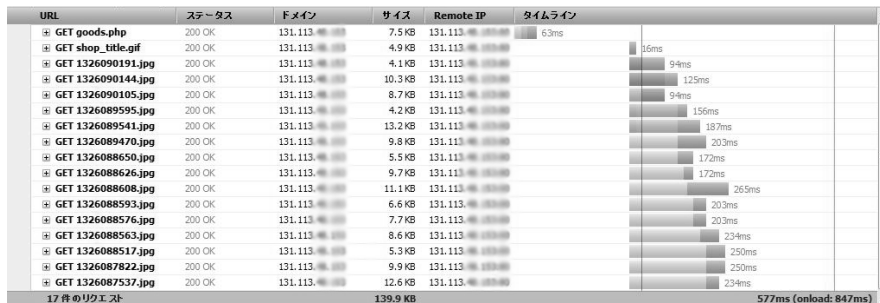 URL ステータス ドメイン サイズ Remote IP タイムライン
GET goods.php 200 OK 131.113. 7.5 KB 131.113. 63ms
GET shop_title.gif 200 OK 131.113. 4.9 KB 131.113. 16ms
GET 1326090191.jpg 200 OK 131.113. 4.1 KB 131.113. 94ms
GET 1326090144.jpg 200 OK 131.113. 10.3 KB 131.113. 125ms
GET 1326090105.jpg 200 OK 131.113. 8.7 KB 131.113. 94ms
GET 1326089595.jpg 200 OK 131.113. 4.2 KB 131.113. 156ms
GET 1326089541.jpg 200 OK 131.113. 13.2 KB 131.113. 187ms
GET 1326089470.jpg 200 OK 131.113. 9.8 KB 131.113. 203ms
GET 1326088650.jpg 200 OK 131.113. 5.5 KB 131.113. 172ms
GET 1326088626.jpg 200 OK 131.113. 9.7 KB 131.113. 172ms
GET 1326088608.jpg 200 OK 131.113. 11.1 KB 131.113. 265ms
GET 1326088593.jpg 200 OK 131.113. 6.6 KB 131.113. 203ms
GET 1326088576.jpg 200 OK 131.113. 7.7 KB 131.113. 203ms
GET 1326088563.jpg 200 OK 131.113. 8.6 KB 131.113. 234ms
GET 1326088517.jpg 200 OK 131.113. 5.3 KB 131.113. 250ms
GET 1326087822.jpg 200 OK 131.113. 9.9 KB 131.113. 250ms
GET 1326087537.jpg 200 OK 131.113. 12.6 KB 131.113. 234ms
17 件のリクエスト 139.9 KB 577ms (onload: 847ms)